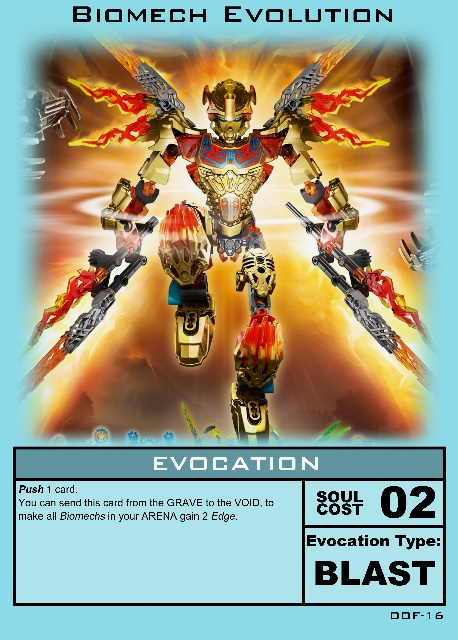 Biomech Evolution
EVOCATION
Push 1 card.
You can send this card from the GRAVE to the VOID, to
make all Biomechs in your ARENA gain 2 Edge.
SOUL COST 02
Evocation Type:
BLAST
DOF-16